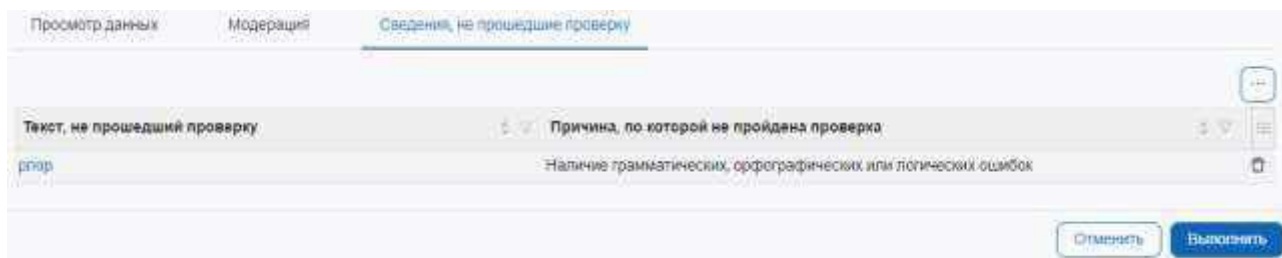 Просмотр данных Модерация Сведения, не прошедшие проверку
...
Текст, не прошедший проверку Причина, по которой не пройдена проверка
Наличие грамматических, орфографических или логических ошибок
Отменить Выполнить